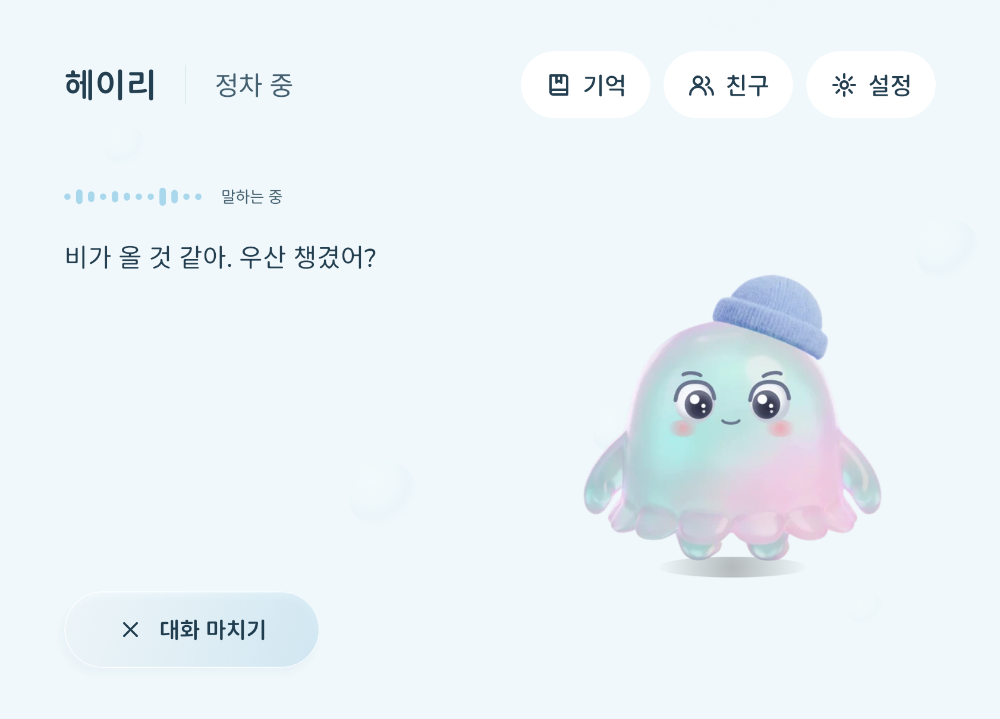 헤이리
정차 중
기억
친구
설정
말하는 중
비가 올 것 같아. 우산 챙겼어?
대화 마치기